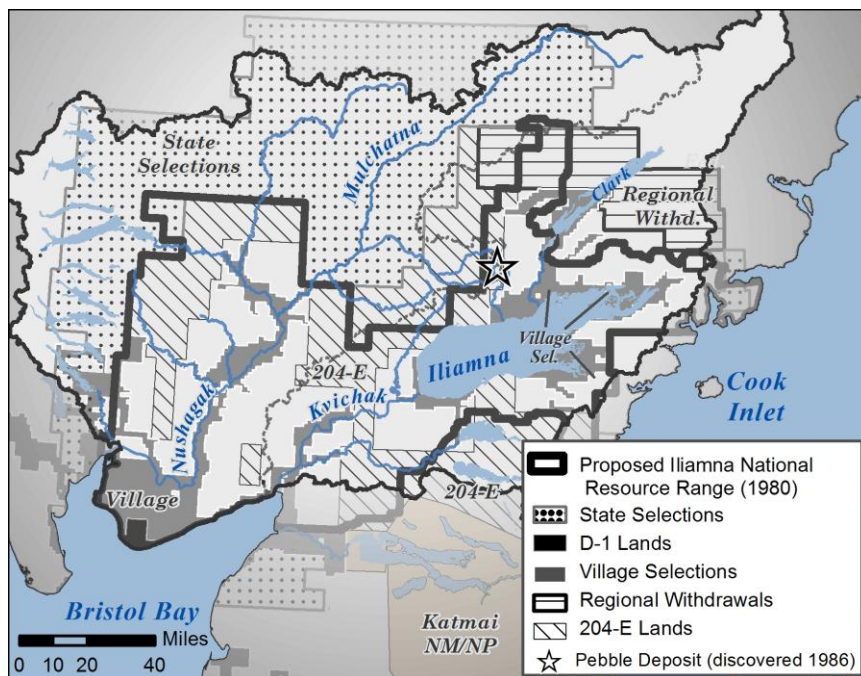 State
Selections
Mulchatna
Clark
Regional
Withd.
Village
Sel.
Iliamna
204-E
Kvichak
Nushagak
Cook
Inlet
Village
204-E
Bristol Bay
Miles
0 10 20 40
Katmai
NM/NP
Proposed Iliamna National
Resource Range (1980)
State Selections
D-1 Lands
Village Selections
Regional Withdrawals
204-E Lands
Pebble Deposit (discovered 1986)